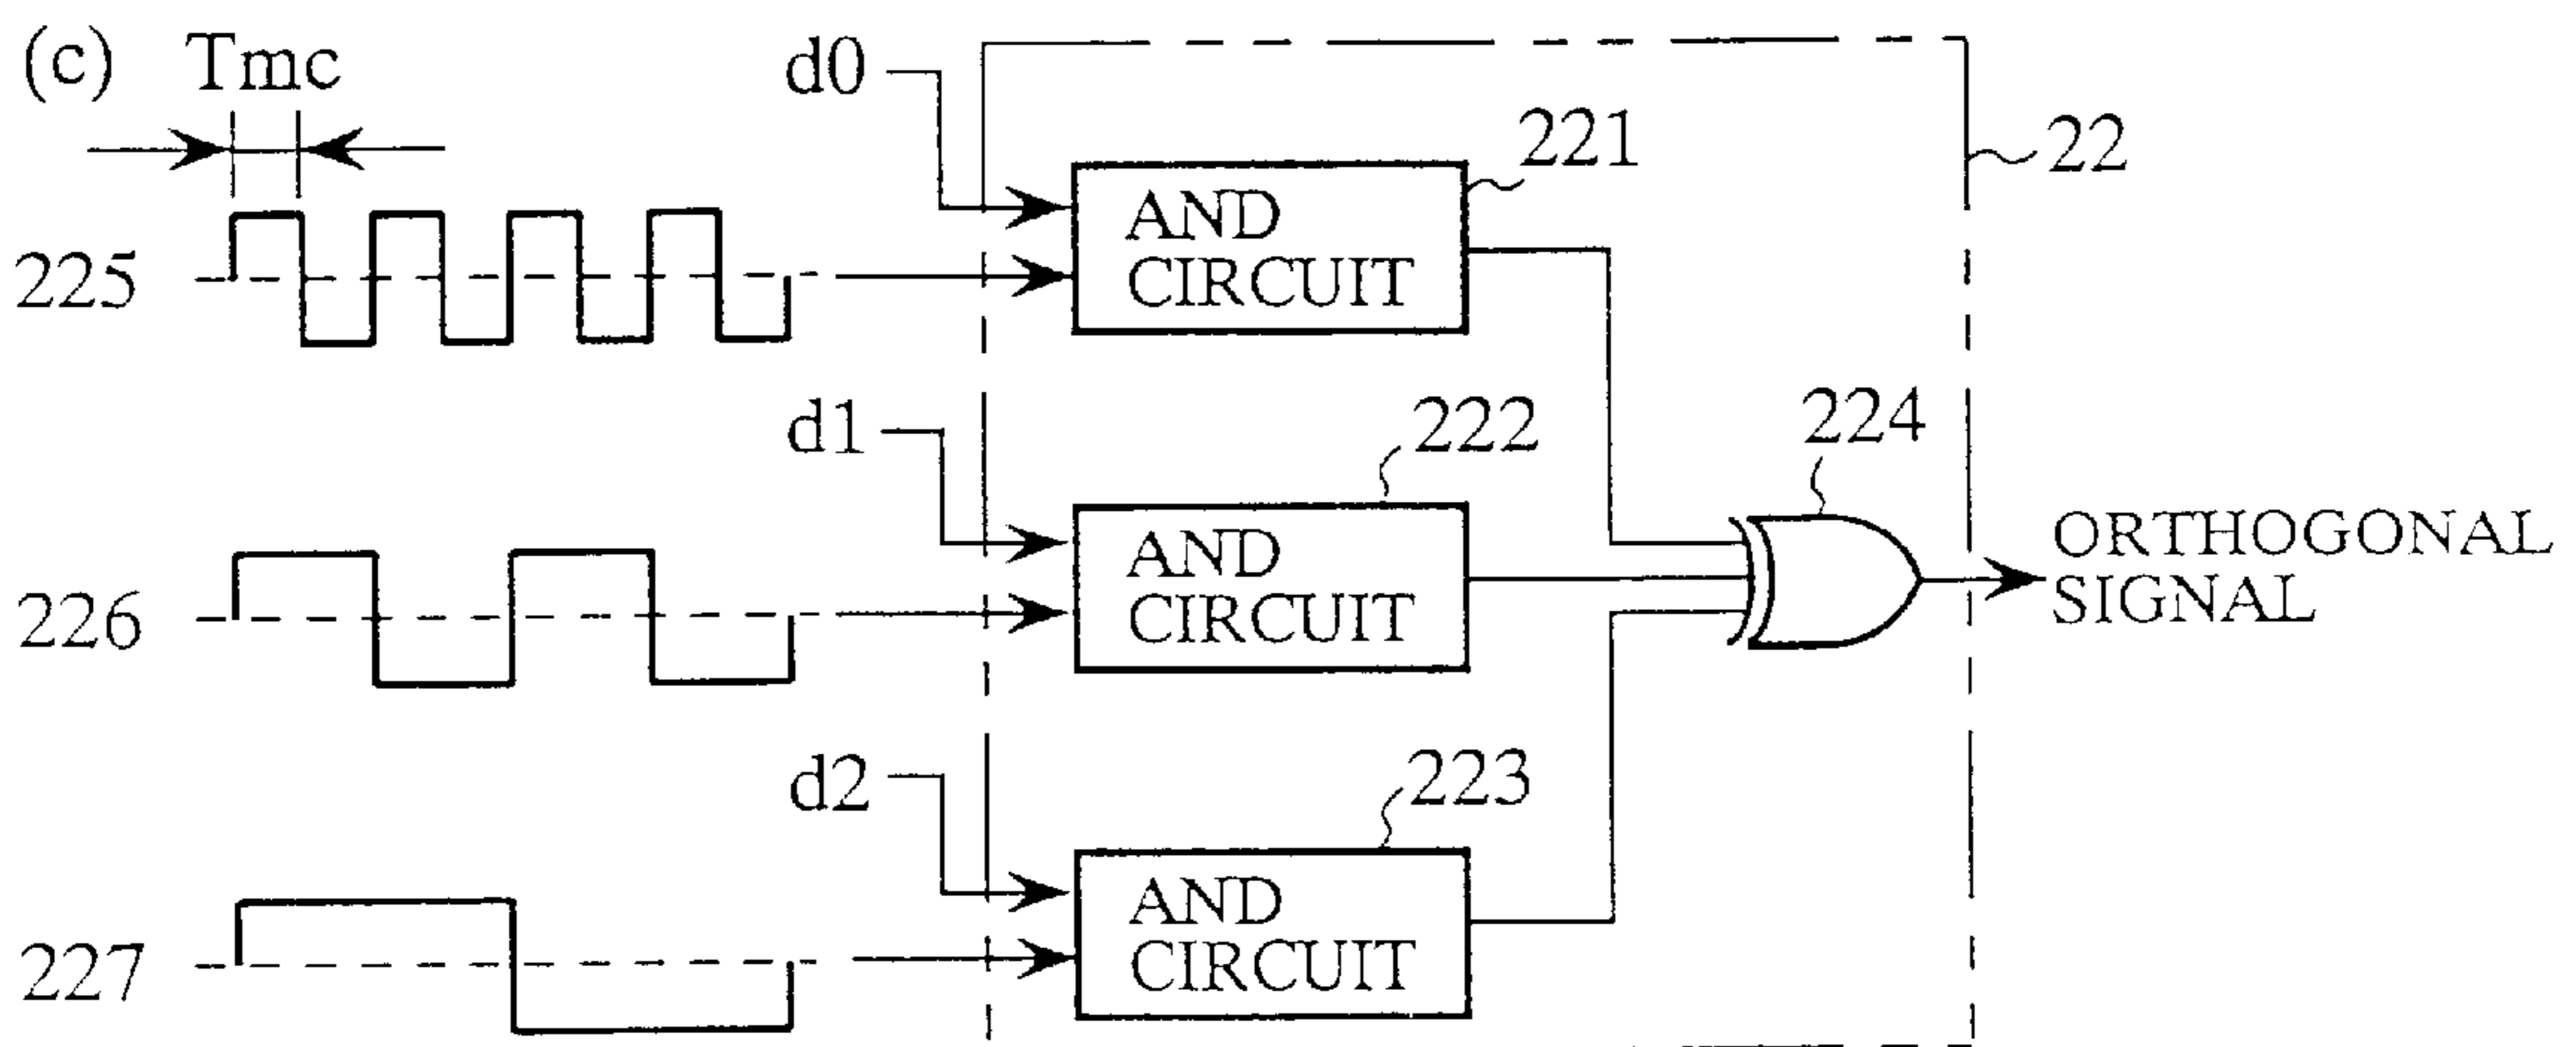 (c) Tmc
d0
221
22
AND
CIRCUIT
225
d1
222
224
AND
CIRCUIT
226
ORTHOGONAL
SIGNAL
d2
223
AND
CIRCUIT
227